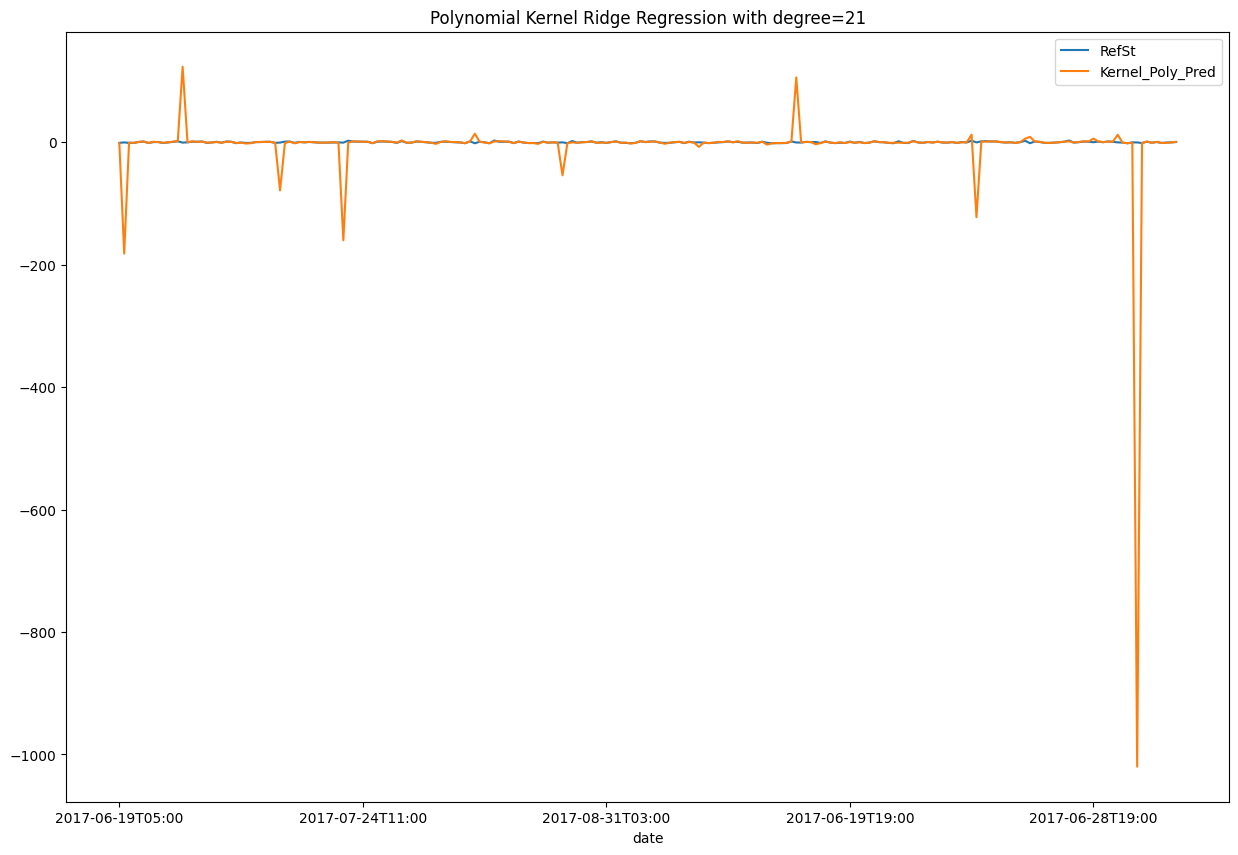 Polynomial Kernel Ridge Regression with degree=21
RefSt
Kernel_Poly_Pred
0
−200
−400
−600
−800
−1000
2017-06-19T05:00 2017-07-24T11:00 2017-08-31T03:00 2017-06-19T19:00 2017-06-28T19:00
date